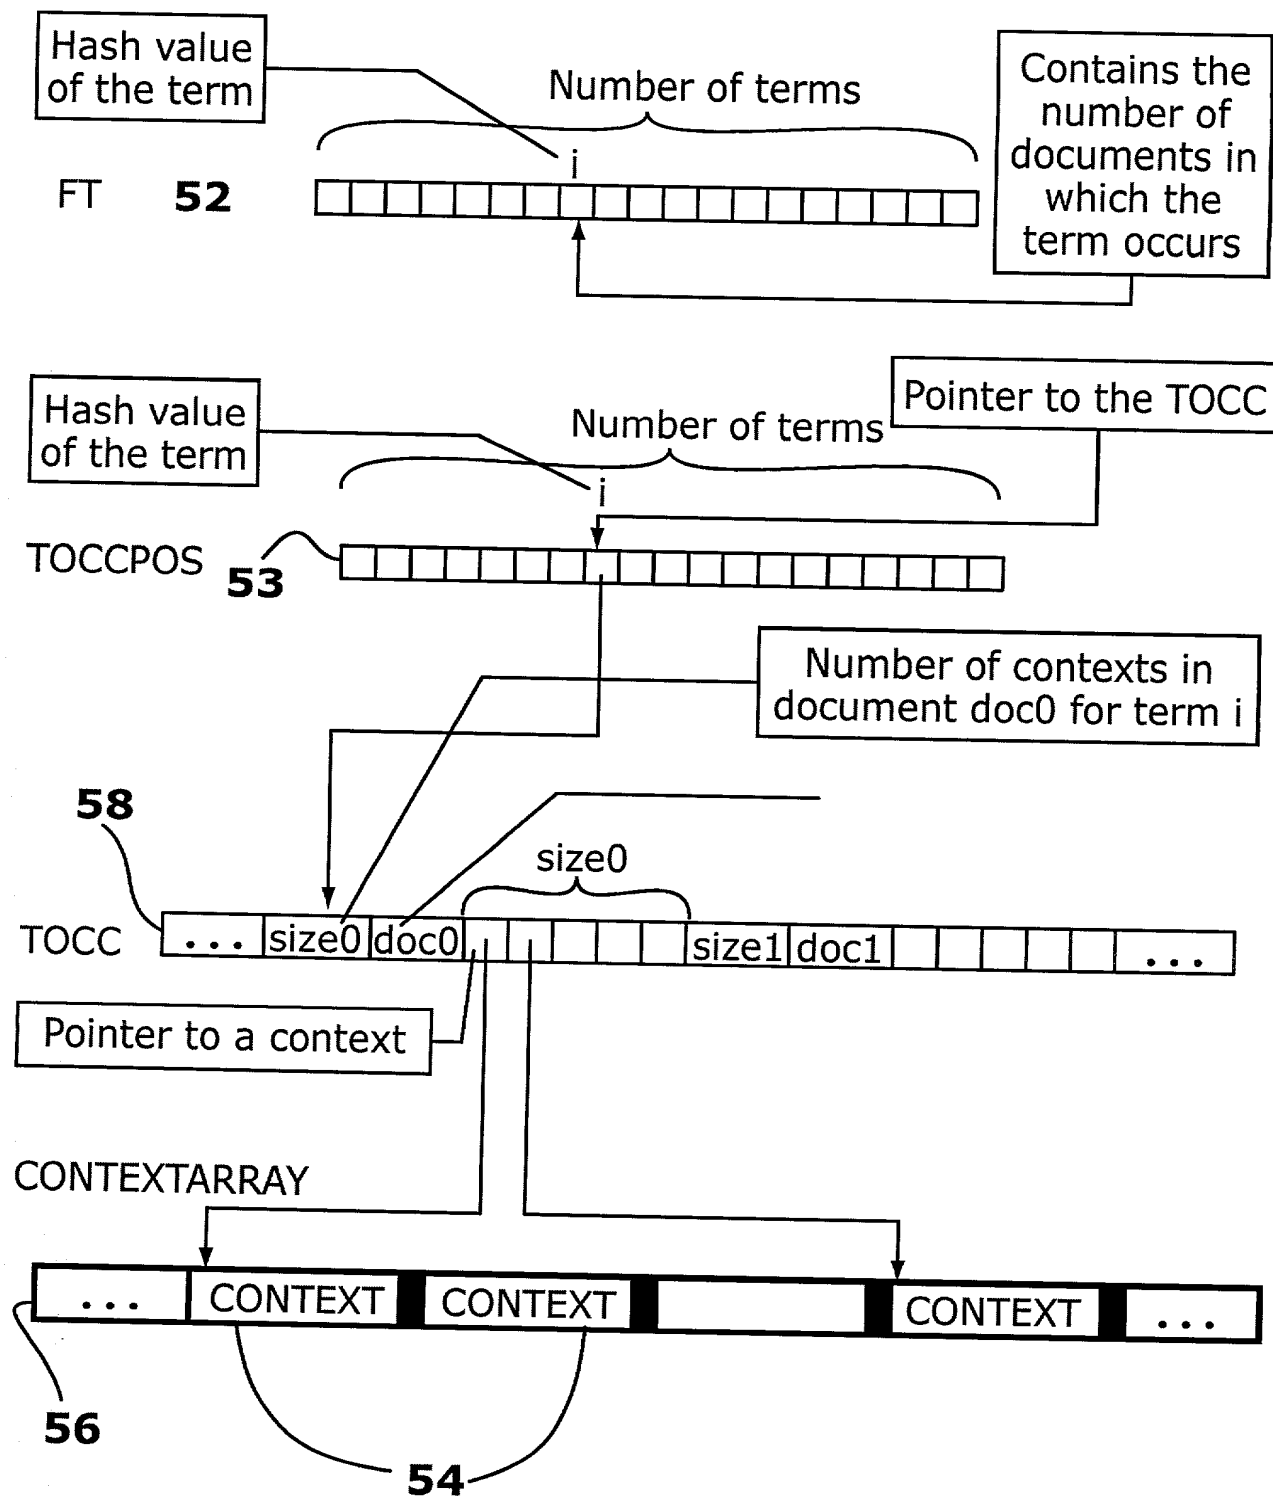 Hash value
of the term
Number of terms
Contains the
number of
documents in
which the
term occurs
i
FT 52
Hash value
of the term
Number of terms
Pointer to the TOCC
i
TOCCPOS 53
Number of contexts in
document doc0 for term i
58
size0
TOCC ... size0 doc0 size1 doc1 ...
Pointer to a context
CONTEXTARRAY
... CONTEXT CONTEXT CONTEXT ...
56
54